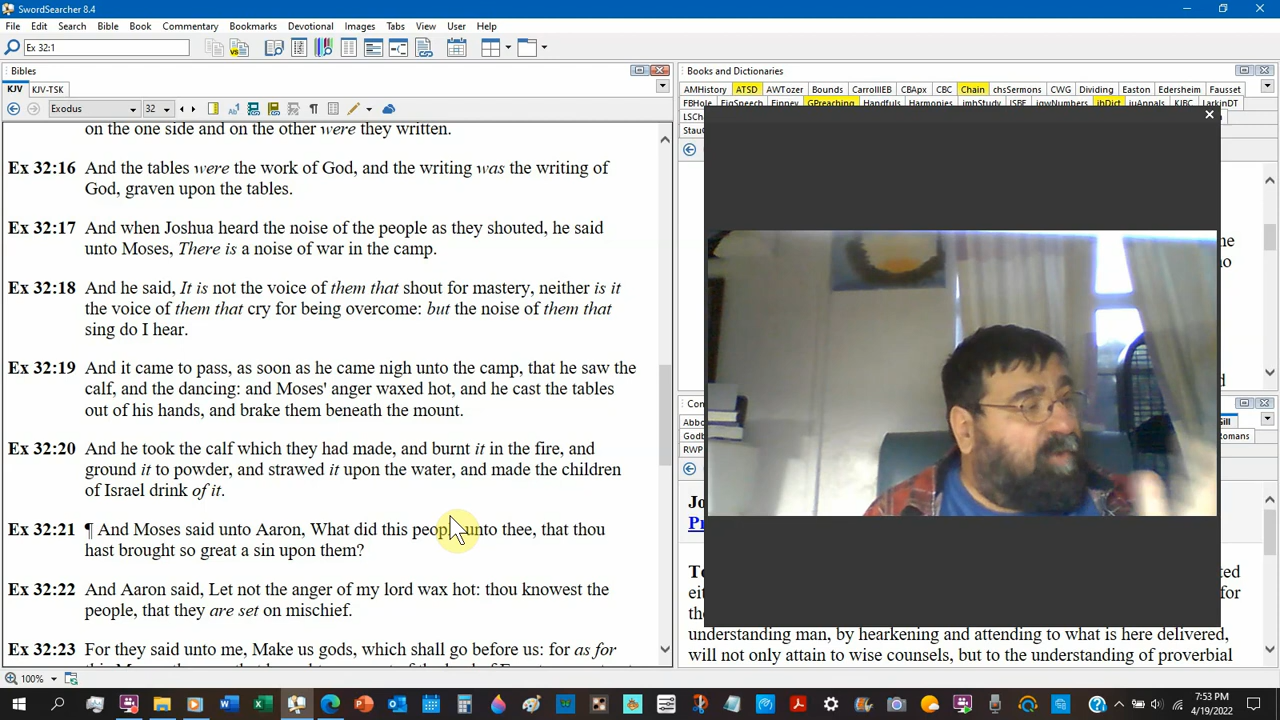 SwordSearcher 8.4
File Edit Search Bible Book Commentary Bookmarks Devotional Images Tabs View User Help
Ex 32:1
Bibles
KJV KJV-TSK
Exodus 32
on the one side and on the other were they written.
Ex 32:16 And the tables were the work of God, and the writing was the writing of
God, graven upon the tables.
Ex 32:17 And when Joshua heard the noise of the people as they shouted, he said
unto Moses, There is a noise of war in the camp.
Ex 32:18 And he said, It is not the voice of them that shout for mastery, neither is it
the voice of them that cry for being overcome: but the noise of them that
sing do I hear.
Ex 32:19 And it came to pass, as soon as he came nigh unto the camp, that he saw the
calf, and the dancing: and Moses' anger waxed hot, and he cast the tables
out of his hands, and brake them beneath the mount.
Ex 32:20 And he took the calf which they had made, and burnt it in the fire, and
ground it to powder, and strawed it upon the water, and made the children
of Israel drink of it.
Ex 32:21 ¶ And Moses said unto Aaron, What did this people unto thee, that thou
hast brought so great a sin upon them?
Ex 32:22 And Aaron said, Let not the anger of my lord wax hot: thou knowest the
people, that they are set on mischief.
Ex 32:23 For they said unto me, Make us gods, which shall go before us: for as for
100%
Books and Dictionaries
AMHistory ATSD AWTozer Bounds CarrollIEB CBApx CBC Chain chsSermons CWG Dividing Easton Edersheim Fausset
FBHole FigSpeech Finney GPreaching Handfuls Harmonies
understanding man, by hearkening and attending to what is here delivered,
will not only attain to wise counsels, but to the understanding of proverbial
7:53 PM
4/19/2022